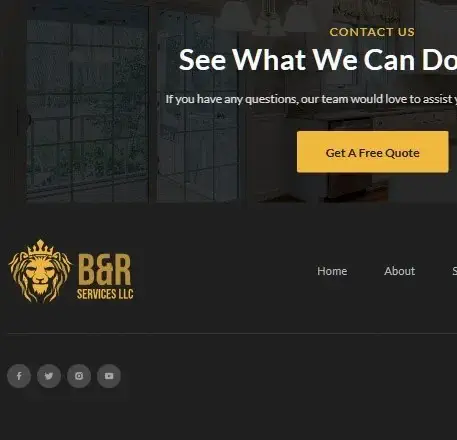 CONTACT US
See What We Can Do
If you have any questions, our team would love to assist
Get A Free Quote
B&R
SERVICES LLC
Home About